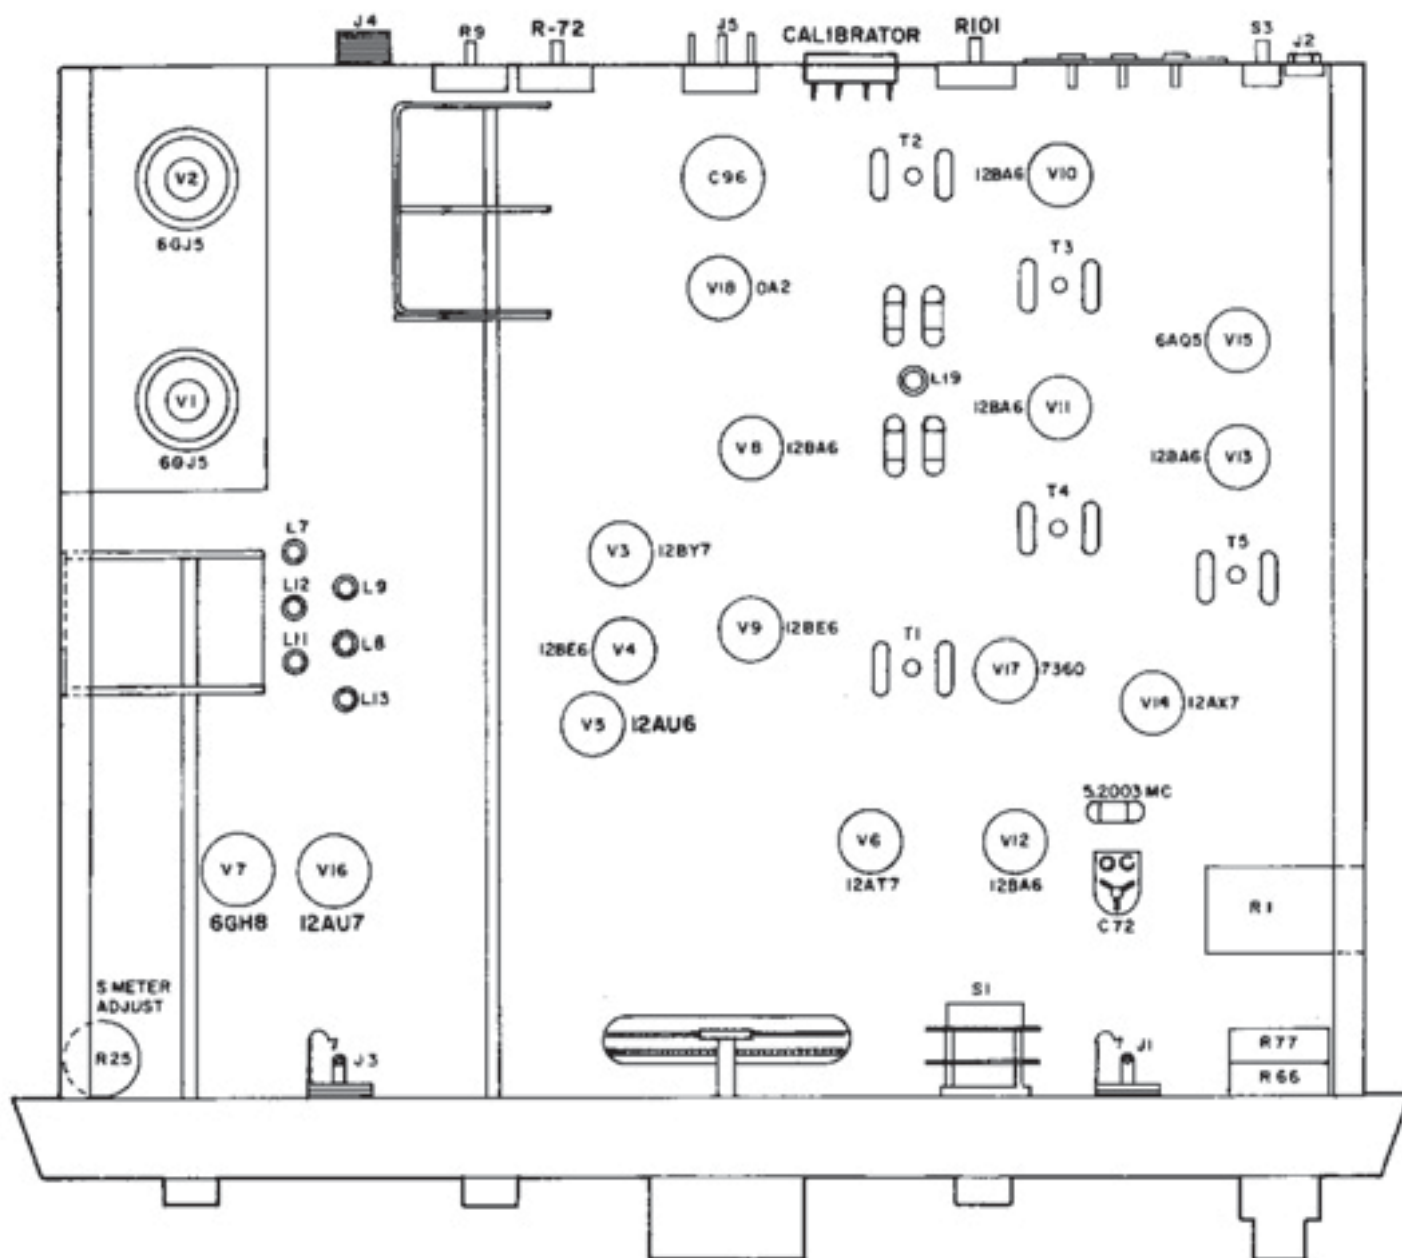 J4
R9
R-72
J5
CALIBRATOR
R101
S3
J2
V2
6GJ5
C96
T2
12BA6
V10
V18
0A2
T3
6AQ5
V15
L19
V1
6GJ5
12BA6
V11
V8
12BA6
12BA6
V13
T4
L7
V3
12BY7
T5
L12
L9
L11
L8
12BE6
V4
V9
12BE6
T1
V17
7360
L13
V5
12AU6
V14
12AX7
5.2003 MC
V7
6GH8
V16
12AU7
V6
12AT7
V12
12BA6
C72
R1
S METER
ADJUST
R25
J3
S1
J1
R77
R66